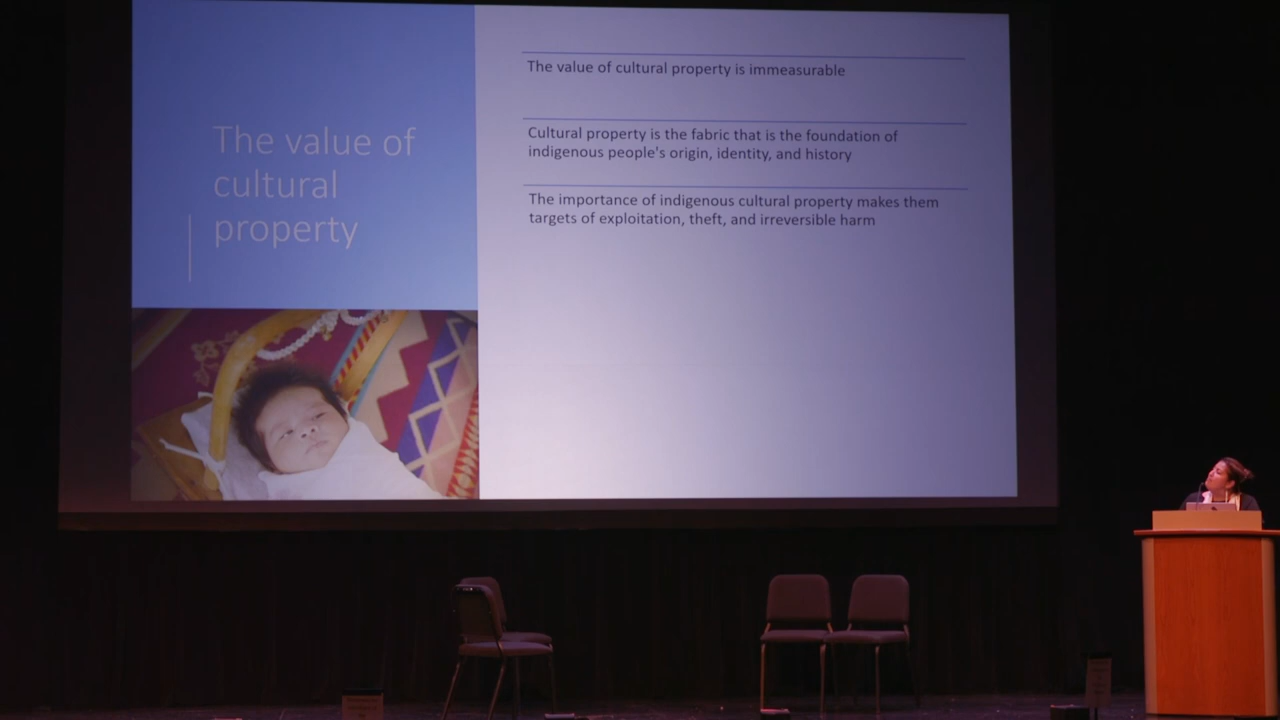 The value of
cultural
property
The value of cultural property is immeasurable
Cultural property is the fabric that is the foundation of
indigenous people's origin, identity, and history
The importance of indigenous cultural property makes them
targets of exploitation, theft, and irreversible harm